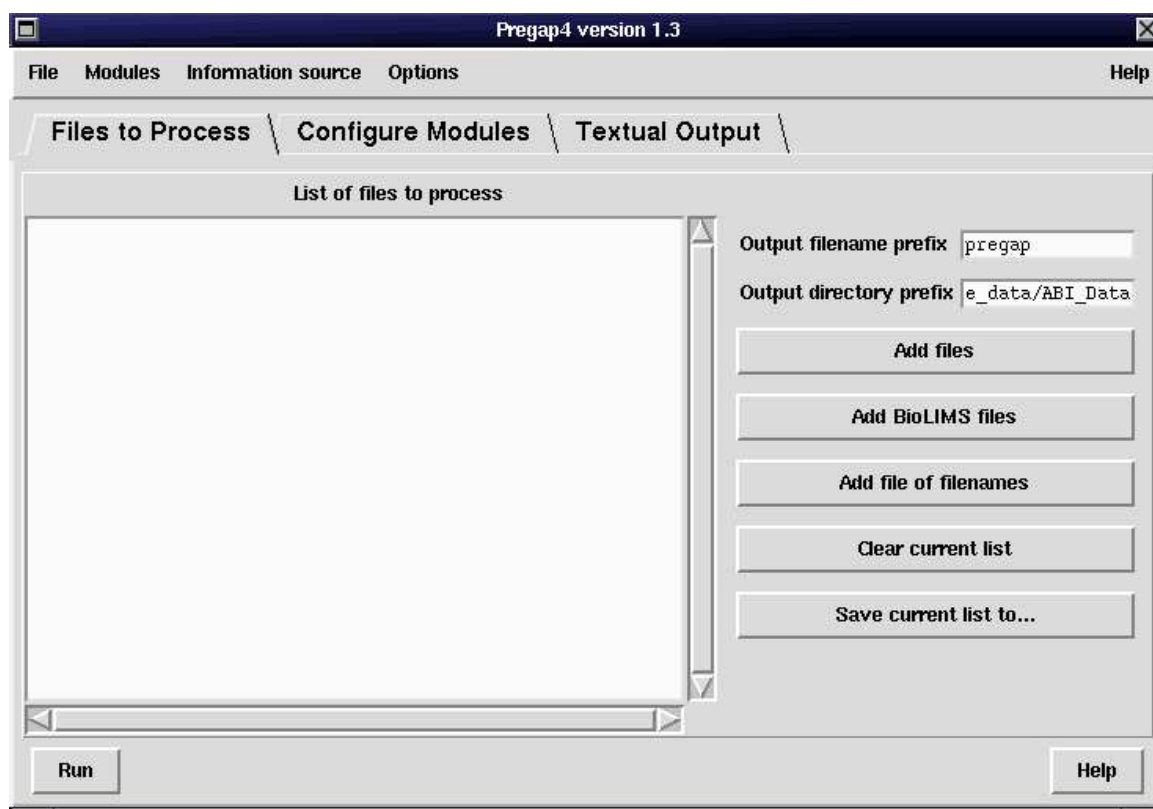 Pregap4 version 1.3
File Modules Information source Options Help
Files to Process Configure Modules Textual Output
List of files to process
Output filename prefix pregap
Output directory prefix e_data/ABI_Data
Add files
Add BioLIMS files
Add file of filenames
Clear current list
Save current list to...
Run Help